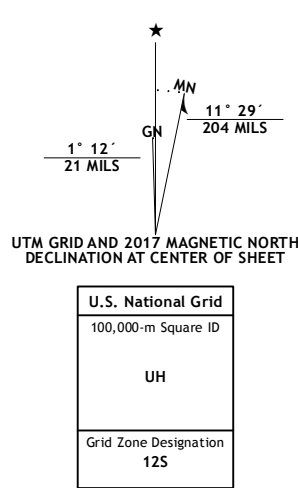 ★
MN
GN
11° 29´
204 MILS
1° 12´
21 MILS
UTM GRID AND 2017 MAGNETIC NORTH
DECLINATION AT CENTER OF SHEET
U.S. National Grid
100,000-m Square ID
UH
Grid Zone Designation
12S